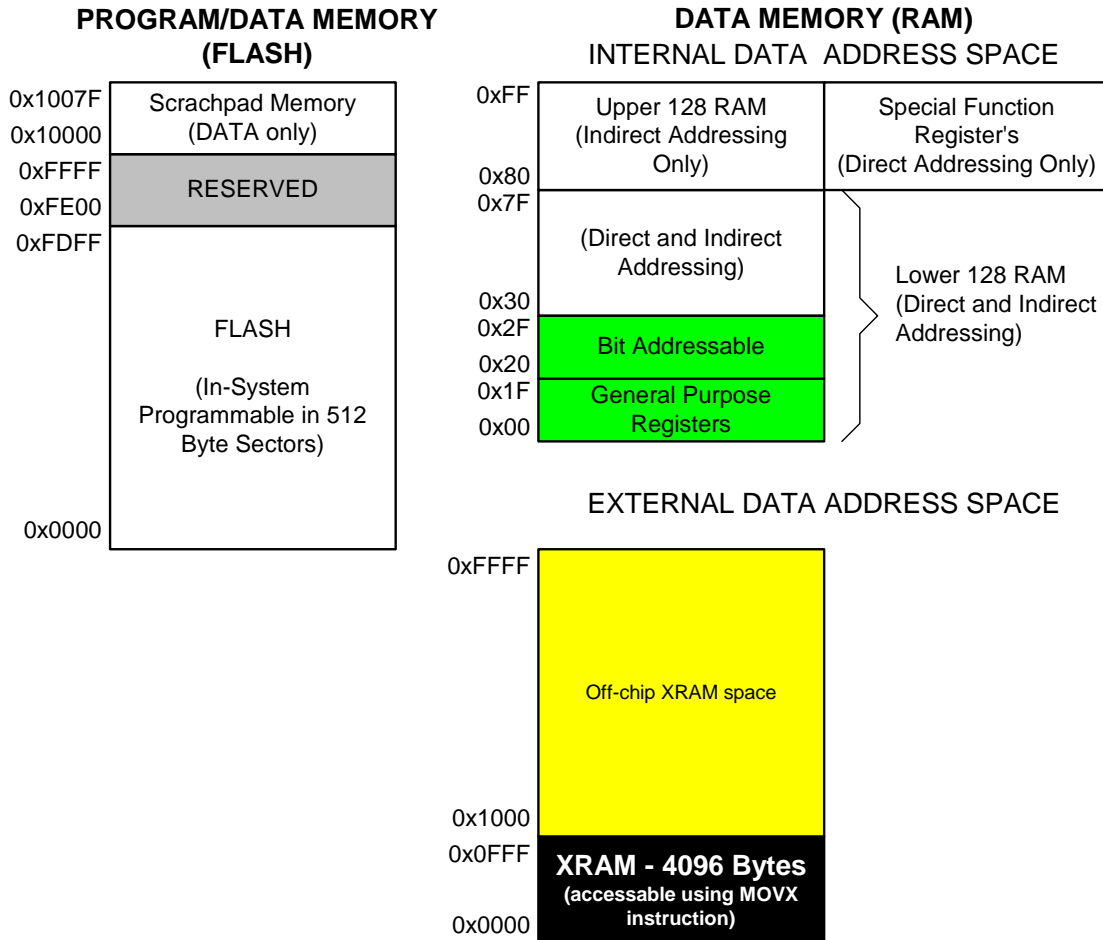 PROGRAM/DATA MEMORY
(FLASH)
0x1007F
Scrachpad Memory
(DATA only)
0x10000
0xFFFF
RESERVED
0xFE00
0xFDFF
FLASH
(In-System
Programmable in 512
Byte Sectors)
0x0000
DATA MEMORY (RAM)
INTERNAL DATA ADDRESS SPACE
0xFF
Upper 128 RAM
(Indirect Addressing
Only)
0x80
Special Function
Register's
(Direct Addressing Only)
0x7F
(Direct and Indirect
Addressing)
0x30
Lower 128 RAM
(Direct and Indirect
Addressing)
0x2F
Bit Addressable
0x20
0x1F
General Purpose
Registers
0x00
EXTERNAL DATA ADDRESS SPACE
0xFFFF
Off-chip XRAM space
0x1000
0x0FFF
XRAM - 4096 Bytes
(accessable using MOVX
instruction)
0x0000